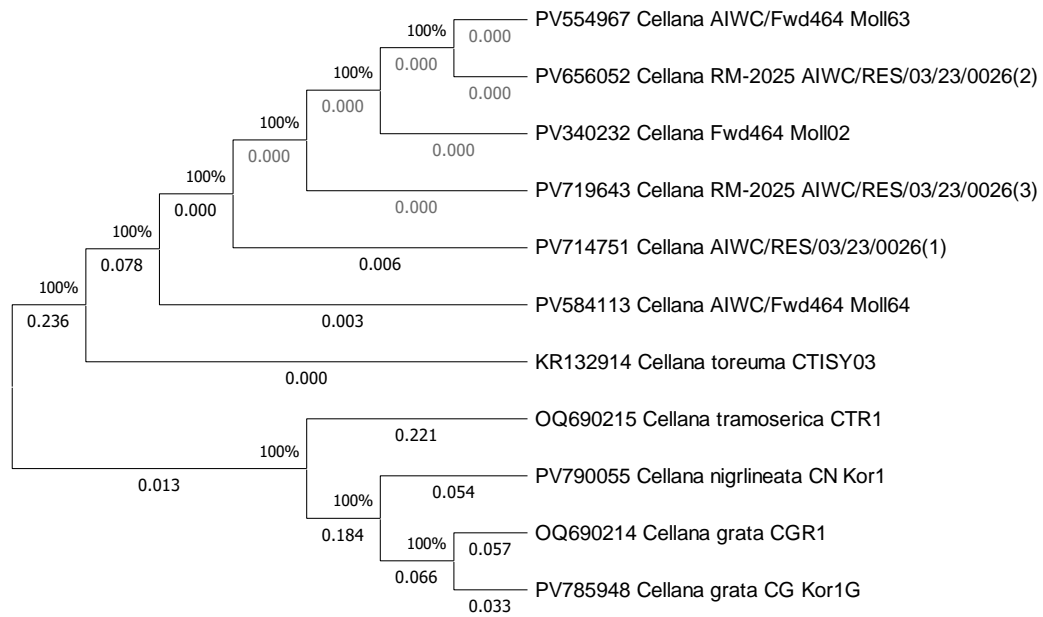 PV554967 Cellana AIWC/Fwd464 Moll63
100%
0.000
100%
0.000
PV656052 Cellana RM-2025 AIWC/RES/03/23/0026(2)
0.000
100%
0.000
PV340232 Cellana Fwd464 Moll02
0.000
100%
0.000
PV719643 Cellana RM-2025 AIWC/RES/03/23/0026(3)
0.000
100%
0.000
PV714751 Cellana AIWC/RES/03/23/0026(1)
0.006
100%
0.078
PV584113 Cellana AIWC/Fwd464 Moll64
0.003
100%
0.236
KR132914 Cellana toreuma CTISY03
0.000
OQ690215 Cellana tramoserica CTR1
0.221
100%
0.013
PV790055 Cellana nigrlineata CN Kor1
0.054
100%
0.184
OQ690214 Cellana grata CGR1
0.057
100%
0.066
PV785948 Cellana grata CG Kor1G
0.033